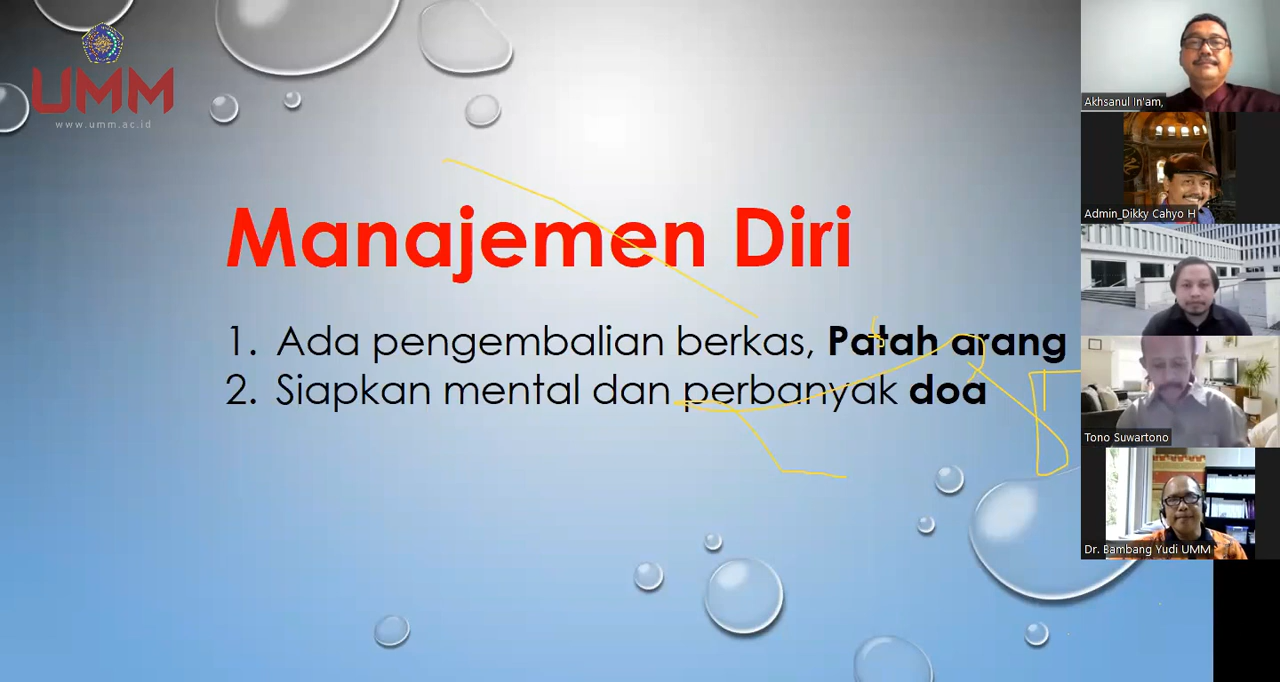 UMM
www.umm.ac.id
Manajemen Diri
1. Ada pengembalian berkas, Patah arang
2. Siapkan mental dan perbanyak doa
Akhsanul In'am,
Admin_Dikky Cahyo H
Tono Suwartono
Dr. Bambang Yudi UMM